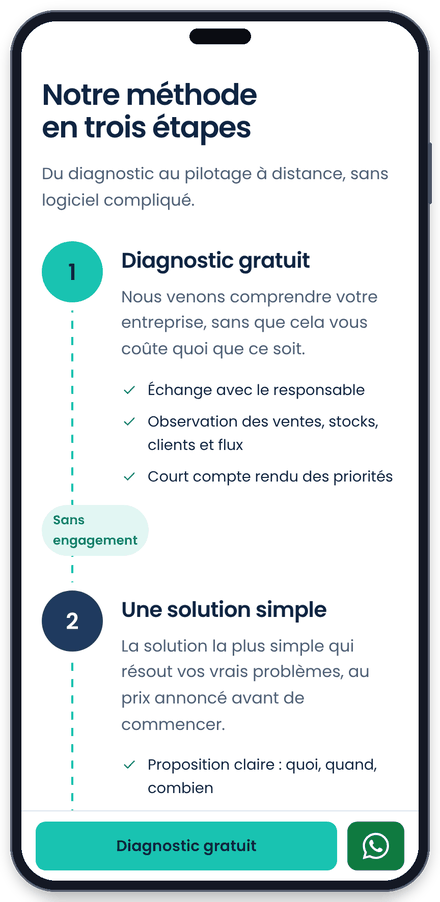 Notre méthode
en trois étapes
Du diagnostic au pilotage à distance, sans
logiciel compliqué.
1
Diagnostic gratuit
Nous venons comprendre votre
entreprise, sans que cela vous
coûte quoi que ce soit.
Échange avec le responsable
Observation des ventes, stocks,
clients et flux
Court compte rendu des priorités
Sans
engagement
2
Une solution simple
La solution la plus simple qui
résout vos vrais problèmes, au
prix annoncé avant de
commencer.
Proposition claire : quoi, quand,
combien
Diagnostic gratuit